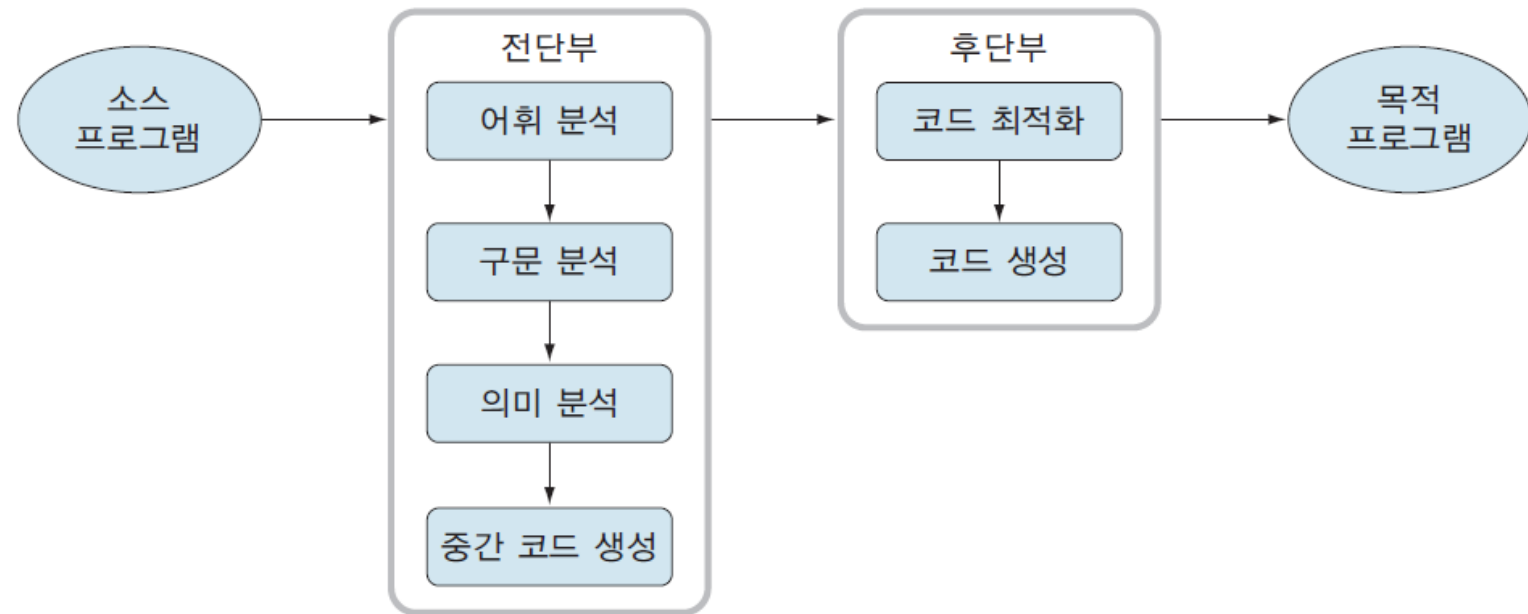 소스
프로그램
전단부
어휘 분석
구문 분석
의미 분석
중간 코드 생성
후단부
코드 최적화
코드 생성
목적
프로그램